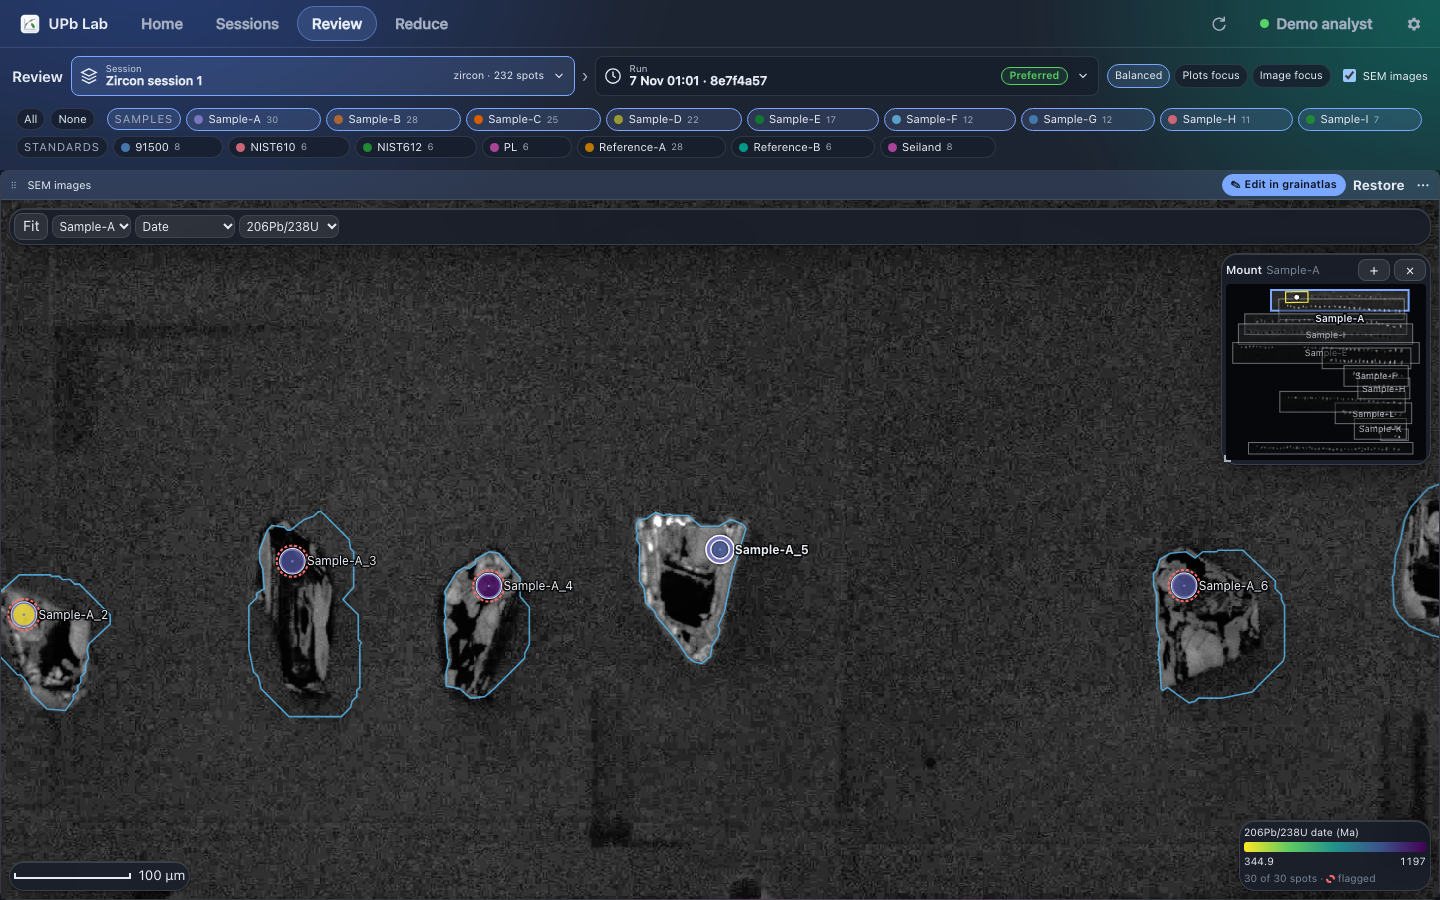 UPb Lab Home Sessions Review Reduce Demo analyst
Review
Session
Zircon session 1
zircon · 232 spots
›
Run
7 Nov 01:01 · 8e7f4a57
Preferred
Balanced Plots focus Image focus SEM images
All None SAMPLES Sample-A 30 Sample-B 28 Sample-C 25 Sample-D 22 Sample-E 17 Sample-F 12 Sample-G 12 Sample-H 11 Sample-I 7
STANDARDS 91500 8 NIST610 6 NIST612 6 PL 6 Reference-A 28 Reference-B 6 Seiland 8
SEM images
✎ Edit in grainatlas Restore ···
Fit Sample-A Date 206Pb/238U
Mount Sample-A + ×
Sample-A
Sample-I
Sample-E
Sample-F
Sample-H
Sample-L
Sample-K
Sample-A_5
Sample-A_3
Sample-A_4
Sample-A_6
Sample-A_2
206Pb/238U date (Ma)
344.9 1197
30 of 30 spots · flagged
100 µm